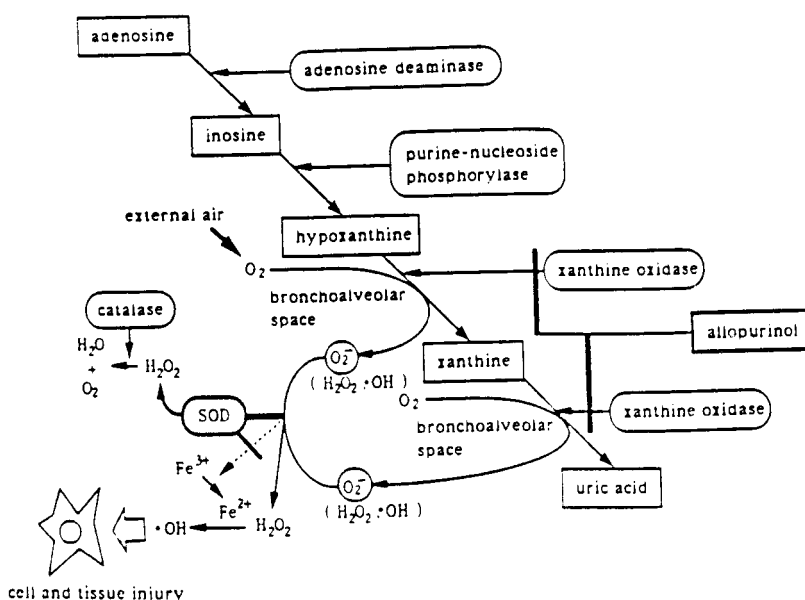 adenosine
adenosine deaminase
inosine
purine-nucleoside
phosphorylase
external air
hypoxanthine
O₂
xanthine oxidase
bronchoalveolar
space
catalase
allopurinol
H₂O
+
O₂
H₂O₂
O₂⁻
(H₂O₂ •OH)
xanthine
O₂
SOD
xanthine oxidase
bronchoalveolar
space
Fe³⁺
O₂⁻
(H₂O₂ •OH)
uric acid
Fe²⁺
H₂O₂
•OH
cell and tissue injury